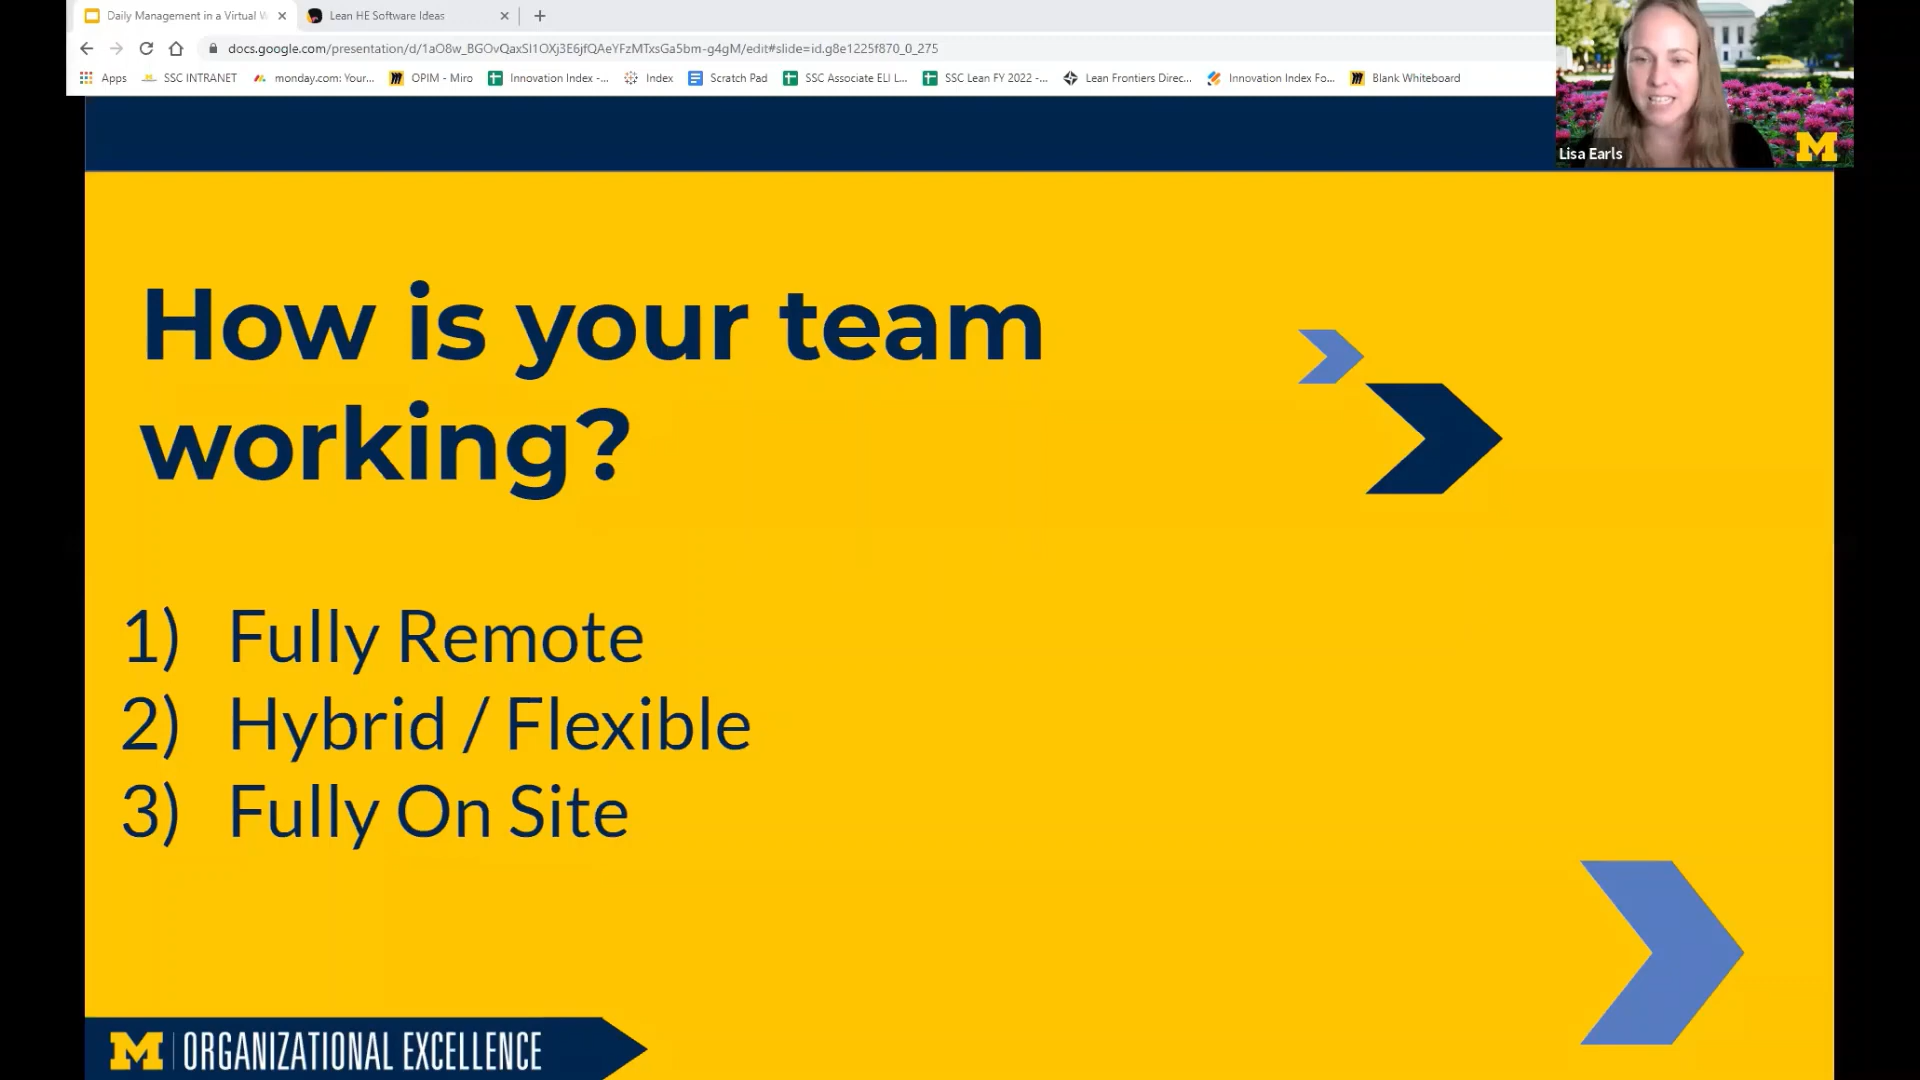 Daily Management in a Virtual W
Lean HE Software Ideas
docs.google.com/presentation/d/1aO8w_BGOvQaxSI1OXj3E6jfQAeYFzMTxsGa5bm-g4gM/edit#slide=id.g8e1225f870_0_275
Apps SSC INTRANET monday.com: Your... OPIM - Miro Innovation Index -... Index Scratch Pad SSC Associate ELI L... SSC Lean FY 2022 -... Lean Frontiers Direc... Innovation Index Fo... Blank Whiteboard
Lisa Earls
M
How is your team
working?
1) Fully Remote
2) Hybrid / Flexible
3) Fully On Site
M | ORGANIZATIONAL EXCELLENCE